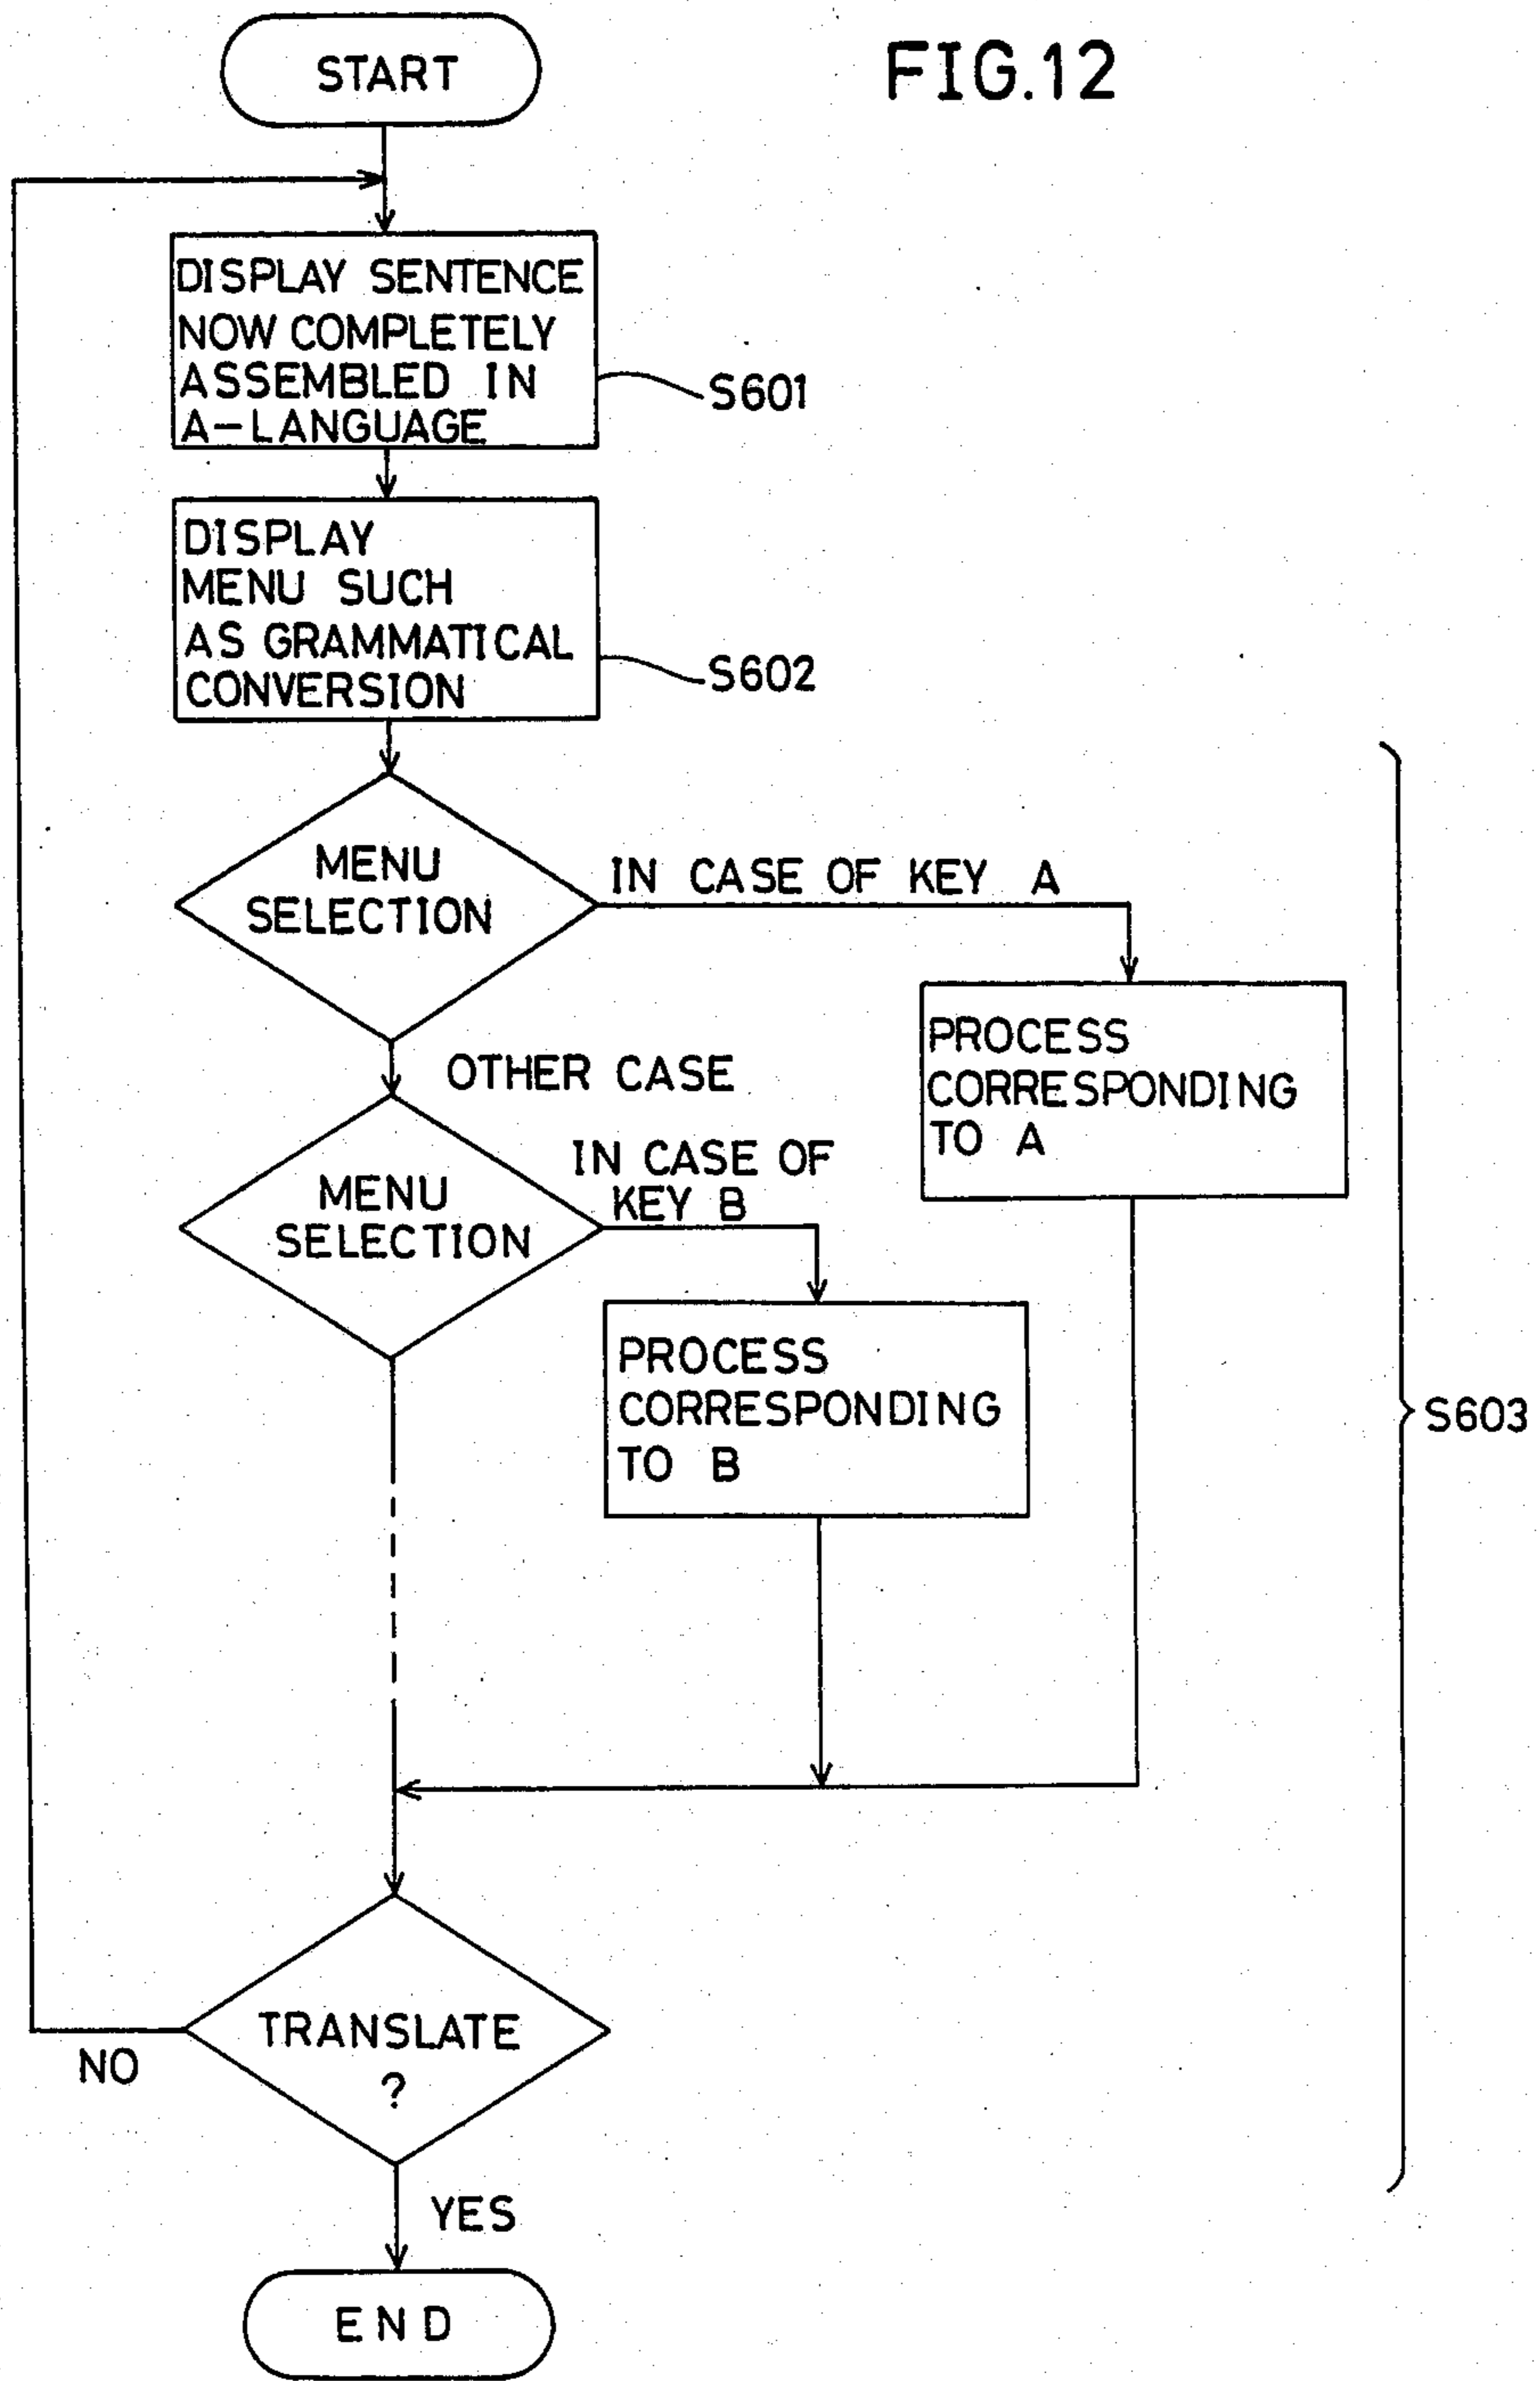 FIG.12
START
DISPLAY SENTENCE
NOW COMPLETELY
ASSEMBLED IN
A-LANGUAGE
S601
DISPLAY
MENU SUCH
AS GRAMMATICAL
CONVERSION
S602
MENU
SELECTION
IN CASE OF KEY A
PROCESS
CORRESPONDING
TO A
OTHER CASE
MENU
SELECTION
IN CASE OF
KEY B
PROCESS
CORRESPONDING
TO B
S603
TRANSLATE
?
NO
YES
END